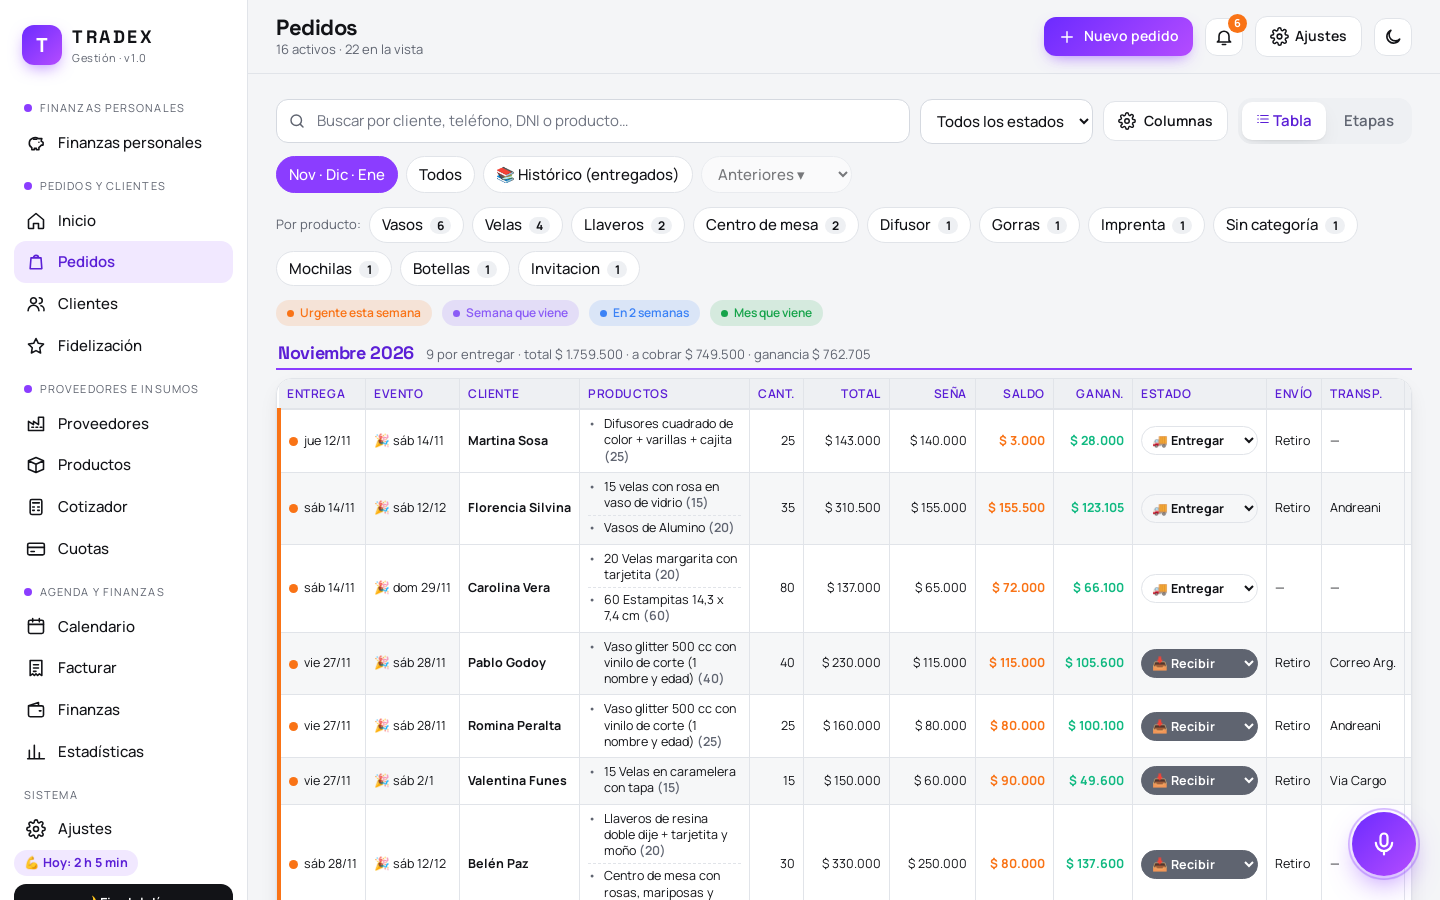 T
TRADEX
Gestión · v1.0
FINANZAS PERSONALES
Finanzas personales
PEDIDOS Y CLIENTES
Inicio
Pedidos
Clientes
Fidelización
PROVEEDORES E INSUMOS
Proveedores
Productos
Cotizador
Cuotas
AGENDA Y FINANZAS
Calendario
Facturar
Finanzas
Estadísticas
SISTEMA
Ajustes
💪 Hoy: 2 h 5 min
Pedidos
16 activos · 22 en la vista
Nuevo pedido
6
Ajustes
Buscar por cliente, teléfono, DNI o producto...
Todos los estados
Columnas
Tabla
Etapas
Nov · Dic · Ene
Todos
📚 Histórico (entregados)
Anteriores ▾
Por producto:
Vasos 6
Velas 4
Llaveros 2
Centro de mesa 2
Difusor 1
Gorras 1
Imprenta 1
Sin categoría 1
Mochilas 1
Botellas 1
Invitacion 1
Urgente esta semana
Semana que viene
En 2 semanas
Mes que viene
Noviembre 2026 9 por entregar · total $ 1.759.500 · a cobrar $ 749.500 · ganancia $ 762.705
ENTREGA EVENTO CLIENTE PRODUCTOS CANT. TOTAL SEÑA SALDO GANAN. ESTADO ENVÍO TRANSP.
jue 12/11 🎉 sáb 14/11 Martina Sosa
• Difusores cuadrado de
color + varillas + cajita
(25)
25 $ 143.000 $ 140.000 $ 3.000 $ 28.000 🚚 Entregar Retiro —
sáb 14/11 🎉 sáb 12/12 Florencia Silvina
• 15 velas con rosa en
vaso de vidrio (15)
• Vasos de Alumino (20)
35 $ 310.500 $ 155.000 $ 155.500 $ 123.105 🚚 Entregar Retiro Andreani
sáb 14/11 🎉 dom 29/11 Carolina Vera
• 20 Velas margarita con
tarjetita (20)
• 60 Estampitas 14,3 x
7,4 cm (60)
80 $ 137.000 $ 65.000 $ 72.000 $ 66.100 🚚 Entregar — —
vie 27/11 🎉 sáb 28/11 Pablo Godoy
• Vaso glitter 500 cc con
vinilo de corte (1
nombre y edad) (40)
40 $ 230.000 $ 115.000 $ 115.000 $ 105.600 📥 Recibir Retiro Correo Arg.
vie 27/11 🎉 sáb 28/11 Romina Peralta
• Vaso glitter 500 cc con
vinilo de corte (1
nombre y edad) (25)
25 $ 160.000 $ 80.000 $ 80.000 $ 100.100 📥 Recibir Retiro Andreani
vie 27/11 🎉 sáb 2/1 Valentina Funes
• 15 Velas en caramelera
con tapa (15)
15 $ 150.000 $ 60.000 $ 90.000 $ 49.600 📥 Recibir Retiro Via Cargo
sáb 28/11 🎉 sáb 12/12 Belén Paz
• Llaveros de resina
doble dije + tarjetita y
moño (20)
• Centro de mesa con
rosas, mariposas y
30 $ 330.000 $ 250.000 $ 80.000 $ 137.600 📥 Recibir Retiro —